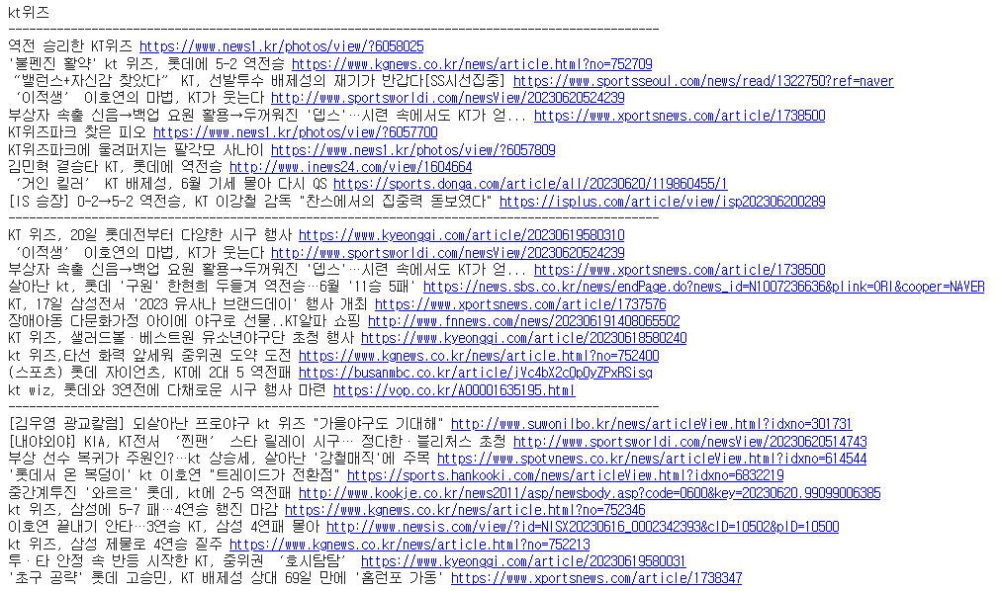 kt위즈
--------------------------------------------------------------------------------
역전 승리한 KT위즈 https://www.news1.kr/photos/view/?6058025
'불펜진 활약' kt 위즈, 롯데에 5-2 역전승 https://www.kgnews.co.kr/news/article.html?no=752709
“밸런스+자신감 찾았다” KT, 선발투수 배제성의 재기가 반갑다[SS시선집중] https://www.sportsseoul.com/news/read/1322750?ref=naver
‘이적생’ 이호연의 마법, KT가 웃는다 http://www.sportsworldi.com/newsView/20230620524239
부상자 속출 신음→백업 요원 활용→두꺼워진 '뎁스'…시련 속에서도 KT가 얻... https://www.xportsnews.com/article/1738500
KT위즈파크 찾은 피오 https://www.news1.kr/photos/view/?6057700
KT위즈파크에 울려퍼지는 팔각모 사나이 https://www.news1.kr/photos/view/?6057809
김민혁 결승타 KT, 롯데에 역전승 http://www.inews24.com/view/1604664
‘거인 킬러’ KT 배제성, 6월 기세 몰아 다시 QS https://sports.donga.com/article/all/20230620/119860455/1
[IS 승장] 0-2→5-2 역전승, KT 이강철 감독 "찬스에서의 집중력 돋보였다" https://isplus.com/article/view/isp202306200289
--------------------------------------------------------------------------------
KT 위즈, 20일 롯데전부터 다양한 시구 행사 https://www.kyeonggi.com/article/20230619580310
‘이적생’ 이호연의 마법, KT가 웃는다 http://www.sportsworldi.com/newsView/20230620524239
부상자 속출 신음→백업 요원 활용→두꺼워진 '뎁스'…시련 속에서도 KT가 얻... https://www.xportsnews.com/article/1738500
살아난 kt, 롯데 '구원' 한현희 두들겨 역전승…6월 '11승 5패' https://news.sbs.co.kr/news/endPage.do?news_id=N1007236636&plink=ORI&cooper=NAVER
KT, 17일 삼성전서 '2023 뮤사나 브랜드데이' 행사 개최 https://www.xportsnews.com/article/1737576
장애아동 다문화가정 아이에 야구로 선물..KT알파 쇼핑 http://www.fnnews.com/news/202306191408065502
KT 위즈, 샐러드볼·베스트원 유소년야구단 초청 행사 https://www.kyeonggi.com/article/20230618580240
kt 위즈,타선 화력 앞세워 중위권 도약 도전 https://www.kgnews.co.kr/news/article.html?no=752400
(스포츠) 롯데 자이언츠, KT에 2대 5 역전패 https://busanmbc.co.kr/article/jVc4bX2cOpOyZPxRSisq
kt wiz, 롯데와 3연전에 다채로운 시구 행사 마련 https://vop.co.kr/A00001635195.html
--------------------------------------------------------------------------------
[김우영 광교칼럼] 되살아난 프로야구 kt 위즈 "가을야구도 기대해" http://www.suwonilbo.kr/news/articleView.html?idxno=301731
[내야외야] KIA, KT전서 ‘찐팬’ 스타 릴레이 시구… 정다한·블리처스 초청 http://www.sportsworldi.com/newsView/20230620514743
부상 선수 복귀가 주원인?…kt 상승세, 살아난 '강철매직'에 주목 https://www.spotvnews.co.kr/news/articleView.html?idxno=614544
'롯데서 온 복덩이' kt 이호연 "트레이드가 전환점" https://sports.hankooki.com/news/articleView.html?idxno=6832219
중간계투진 '와르르' 롯데, kt에 2-5 역전패 http://www.kookje.co.kr/news2011/asp/newsbody.asp?code=0600&key=20230620.99099006385
kt 위즈, 삼성에 5-7 패…4연승 행진 마감 https://www.kgnews.co.kr/news/article.html?no=752346
이호연 끝내기 안타…3연승 KT, 삼성 4연패 몰아 http://www.newsis.com/view/?id=NISX20230616_0002342393&cID=10502&pID=10500
kt 위즈, 삼성 제물로 4연승 질주 https://www.kgnews.co.kr/news/article.html?no=752213
투·타 안정 속 반등 시작한 KT, 중위권 ‘호시탐탐’ https://www.kyeonggi.com/article/20230619580031
'초구 공략' 롯데 고승민, KT 배제성 상대 69일 만에 '홈런포 가동' https://www.xportsnews.com/article/1738347